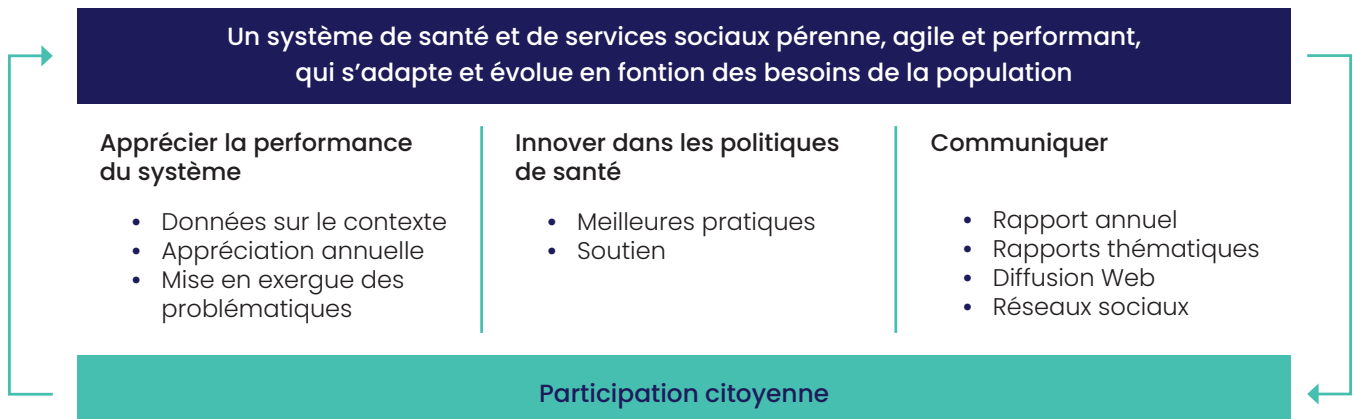 Un système de santé et de services sociaux pérenne, agile et performant,
qui s’adapte et évolue en fontion des besoins de la population
Apprécier la performance
du système
• Données sur le contexte
• Appréciation annuelle
• Mise en exergue des
problématiques
Innover dans les politiques
de santé
• Meilleures pratiques
• Soutien
Communiquer
• Rapport annuel
• Rapports thématiques
• Diffusion Web
• Réseaux sociaux
Participation citoyenne